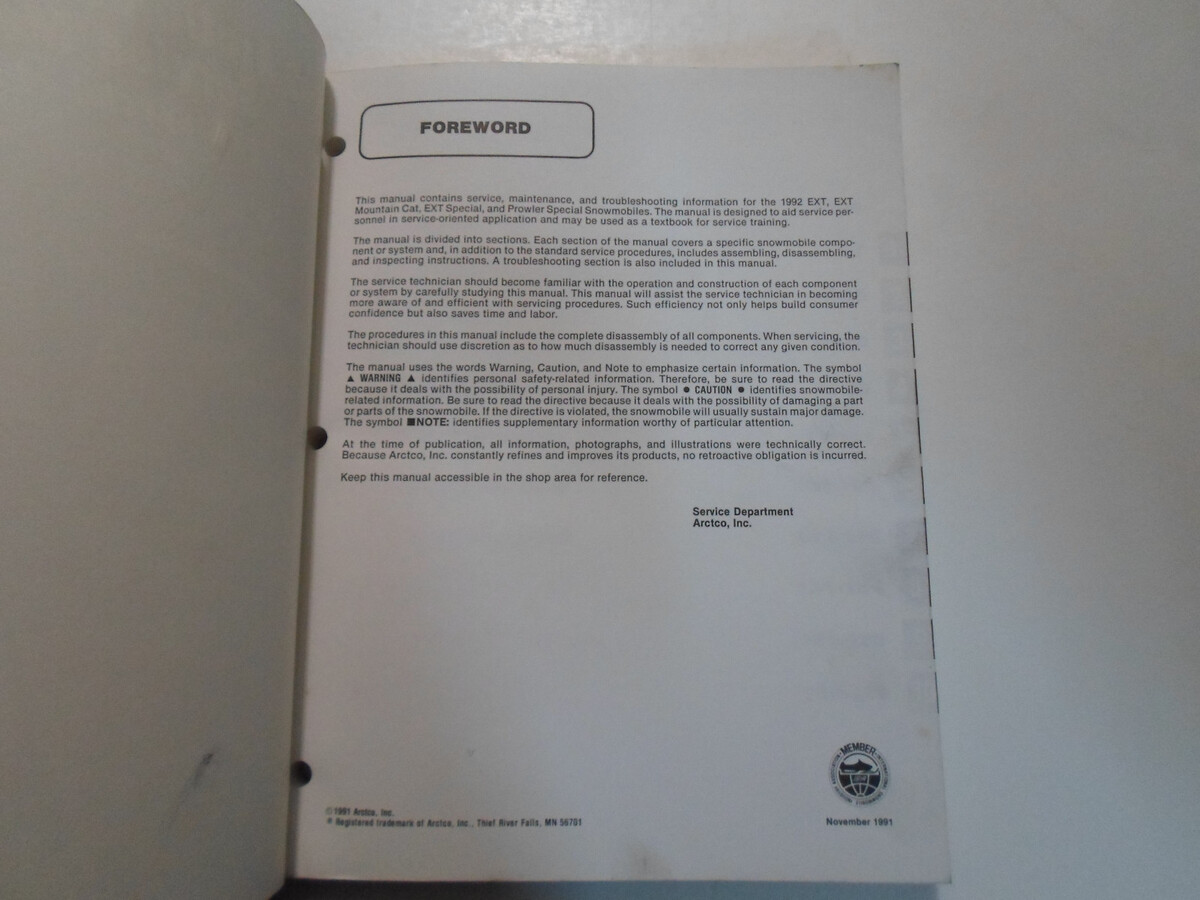 FOREWORD
This manual contains service, maintenance, and troubleshooting information for the 1992 EXT, EXT
Mountain Cat, EXT Special, and Prowler Special Snowmobiles. The manual is designed to aid service per-
sonnel in service-oriented application and may be used as a textbook for service training.
The manual is divided into sections. Each section of the manual covers a specific snowmobile compo-
nent or system and, in addition to the standard service procedures, includes assembling, disassembling,
and inspecting instructions. A troubleshooting section is also included in this manual.
The service technician should become familiar with the operation and construction of each component
or system by carefully studying this manual. This manual will assist the service technician in becoming
more aware of and efficient with servicing procedures. Such efficiency not only helps build consumer
confidence but also saves time and labor.
The procedures in this manual include the complete disassembly of all components. When servicing, the
technician should use discretion as to how much disassembly is needed to correct any given condition.
The manual uses the words Warning, Caution, and Note to emphasize certain information. The symbol
▲ WARNING ▲ identifies personal safety-related information. Therefore, be sure to read the directive
because it deals with the possibility of personal injury. The symbol ● CAUTION ● identifies snowmobile-
related information. Be sure to read the directive because it deals with the possibility of damaging a part
or parts of the snowmobile. If the directive is violated, the snowmobile will usually sustain major damage.
The symbol ■NOTE: identifies supplementary information worthy of particular attention.
At the time of publication, all information, photographs, and illustrations were technically correct.
Because Arctco, Inc. constantly refines and improves its products, no retroactive obligation is incurred.
Keep this manual accessible in the shop area for reference.
Service Department
Arctco, Inc.
MEMBER
©1991 Arctco, Inc.
Registered trademark of Arctco, Inc., Thief River Falls, MN 56701
November 1991